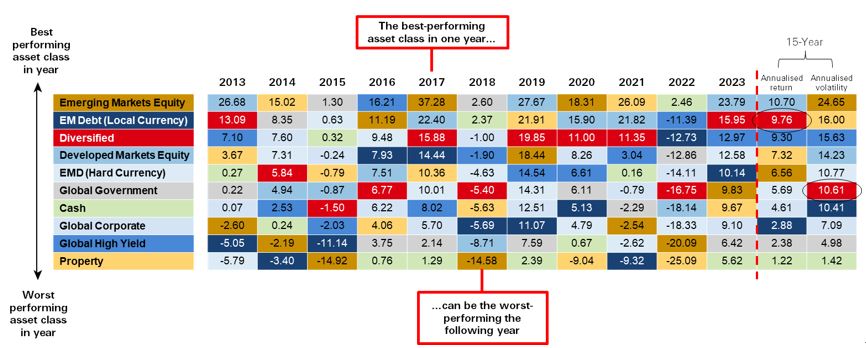 Best
performing
asset class
in year
The best-performing
asset class in one year...
15-Year
2013 2014 2015 2016 2017 2018 2019 2020 2021 2022 2023 Annualised return Annualised volatility
Emerging Markets Equity 26.68 15.02 1.30 16.21 37.28 2.60 27.67 18.31 26.09 2.46 23.79 10.70 24.65
EM Debt (Local Currency) 13.09 8.35 0.63 11.19 22.40 2.37 21.91 15.90 21.82 -11.39 15.95 9.76 16.00
Diversified 7.10 7.60 0.32 9.48 15.88 -1.00 19.85 11.00 11.35 -12.73 12.97 9.30 15.63
Developed Markets Equity 3.67 7.31 -0.24 7.93 14.44 -1.90 18.44 8.26 3.04 -12.86 12.58 7.32 14.23
EMD (Hard Currency) 0.27 5.84 -0.79 7.51 10.36 -4.63 14.54 6.61 0.16 -14.11 10.14 6.56 10.77
Global Government 0.22 4.94 -0.87 6.77 10.01 -5.40 14.31 6.11 -0.79 -16.75 9.83 5.69 10.61
Cash 0.07 2.53 -1.50 6.22 8.02 -5.63 12.51 5.13 -2.29 -18.14 9.67 4.61 10.41
Global Corporate -2.60 0.24 -2.03 4.06 5.70 -5.69 11.07 4.79 -2.54 -18.33 9.10 2.88 7.09
Global High Yield -5.05 -2.19 -11.14 3.75 2.14 -8.71 7.59 0.67 -2.62 -20.09 6.42 2.38 4.98
Property -5.79 -3.40 -14.92 0.76 1.29 -14.58 2.39 -9.04 -9.32 -25.09 5.62 1.22 1.42
Worst
performing
asset class
in year
...can be the worst-
performing the
following year